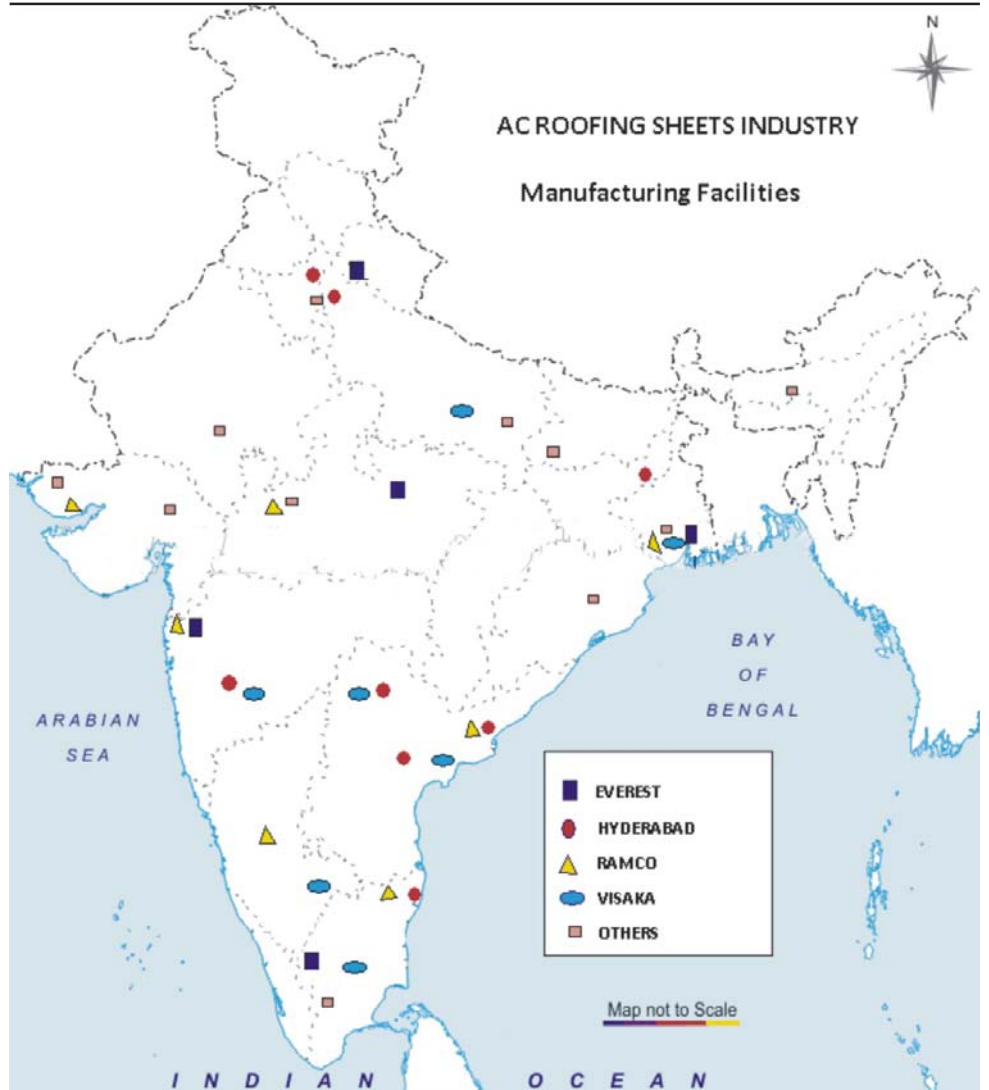 N
AC ROOFING SHEETS INDUSTRY
Manufacturing Facilities
BAY
OF
BENGAL
ARABIAN
SEA
EVEREST
HYDERABAD
RAMCO
VISAKA
OTHERS
Map not to Scale
INDIAN OCEAN